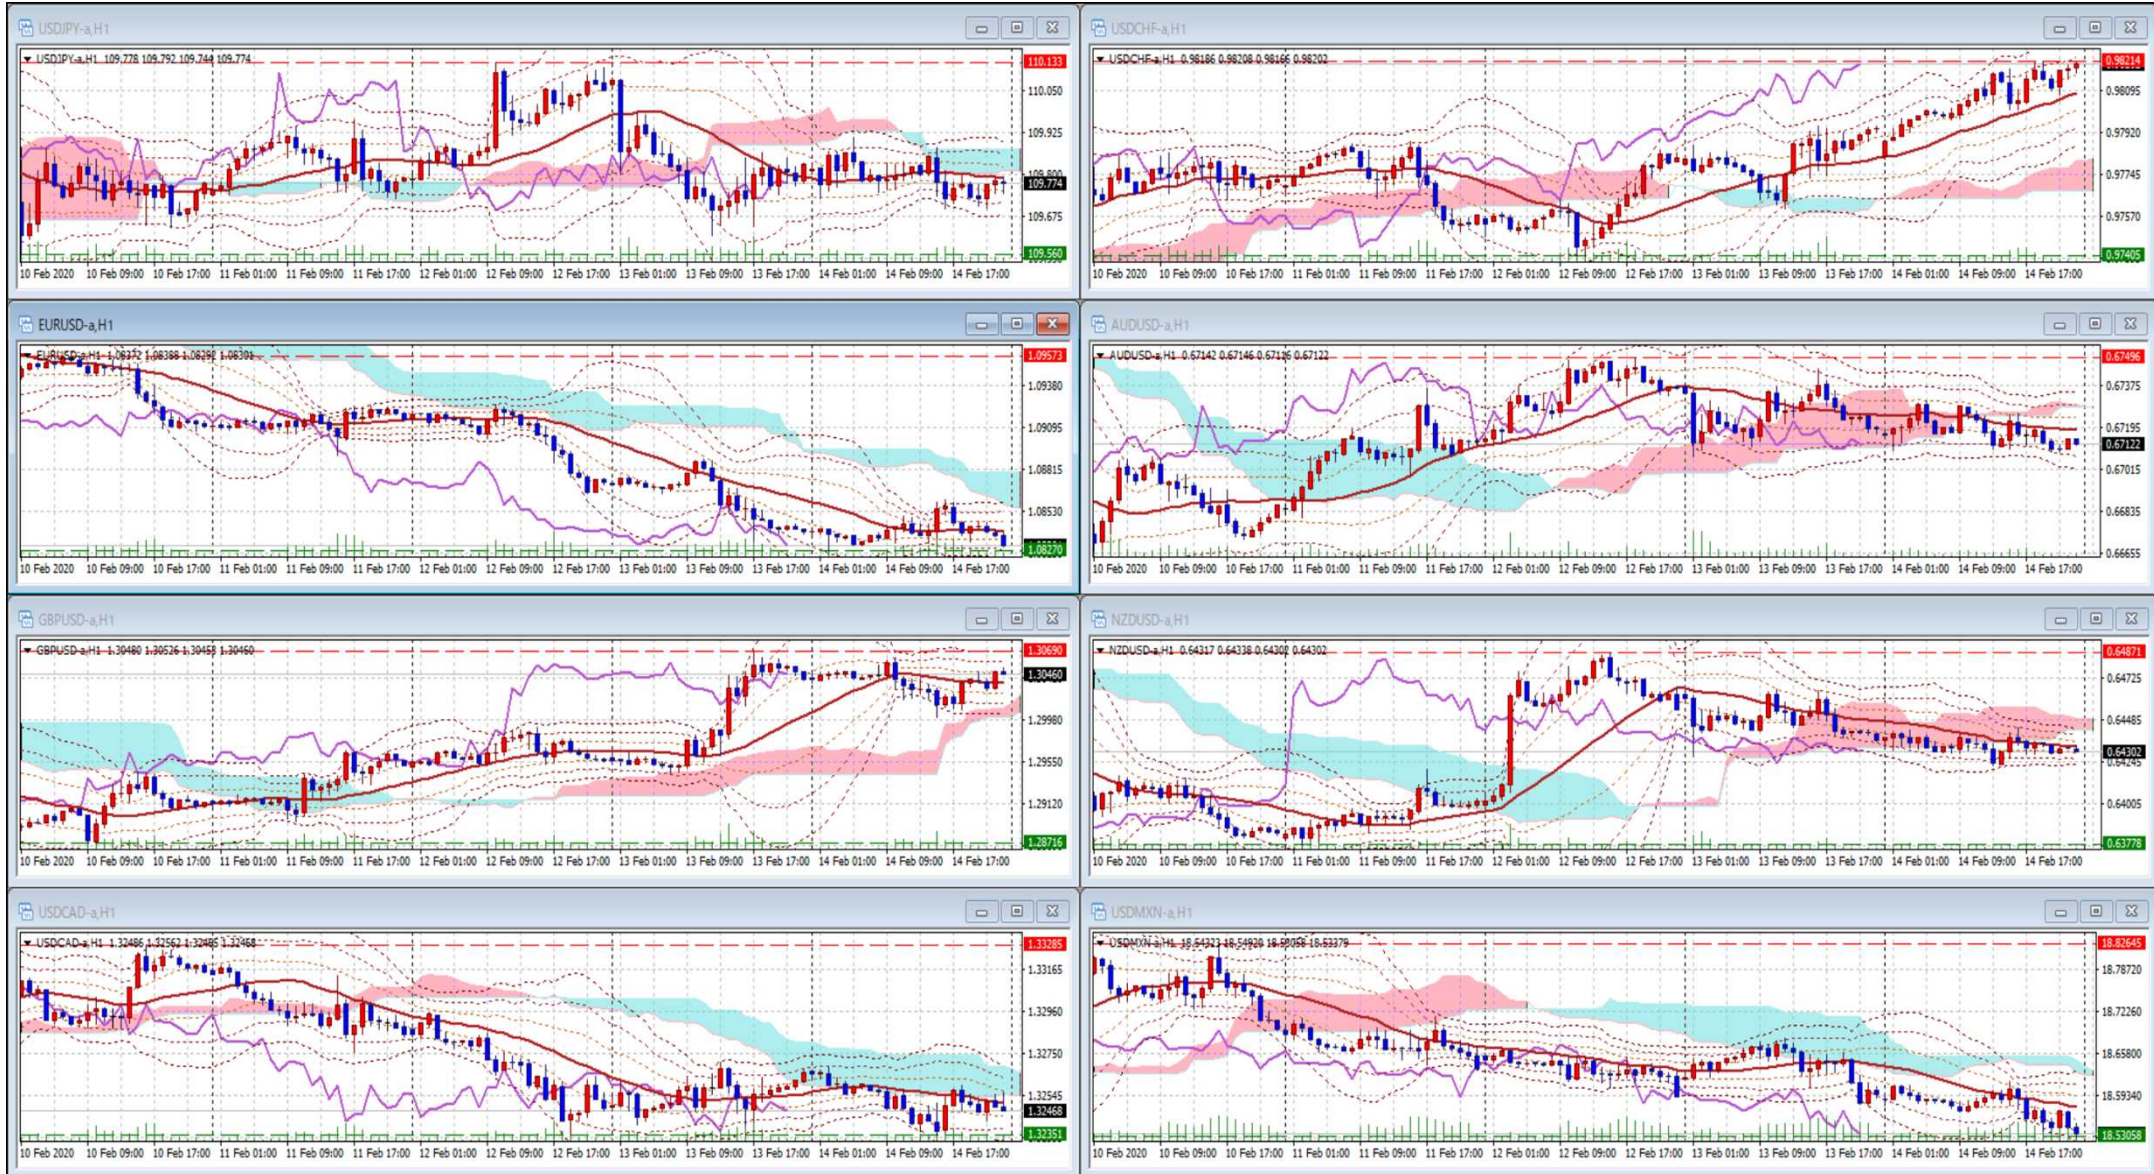 USDJPY-a,H1
USDJPY-a,H1 109.778 109.792 109.744 109.774
110.133
110.050
109.925
109.800
109.774
109.675
109.560
10 Feb 2020 10 Feb 09:00 10 Feb 17:00 11 Feb 01:00 11 Feb 09:00 11 Feb 17:00 12 Feb 01:00 12 Feb 09:00 12 Feb 17:00 13 Feb 01:00 13 Feb 09:00 13 Feb 17:00 14 Feb 01:00 14 Feb 09:00 14 Feb 17:00
USDCHF-a,H1
USDCHF-a,H1 0.98186 0.98208 0.98166 0.98202
0.98214
0.98095
0.97920
0.97745
0.97570
0.97405
10 Feb 2020 10 Feb 09:00 10 Feb 17:00 11 Feb 01:00 11 Feb 09:00 11 Feb 17:00 12 Feb 01:00 12 Feb 09:00 12 Feb 17:00 13 Feb 01:00 13 Feb 09:00 13 Feb 17:00 14 Feb 01:00 14 Feb 09:00 14 Feb 17:00
EURUSD-a,H1
EURUSD-a,H1 1.08372 1.08388 1.08292 1.08301
1.09573
1.09380
1.09095
1.08815
1.08530
1.08270
10 Feb 2020 10 Feb 09:00 10 Feb 17:00 11 Feb 01:00 11 Feb 09:00 11 Feb 17:00 12 Feb 01:00 12 Feb 09:00 12 Feb 17:00 13 Feb 01:00 13 Feb 09:00 13 Feb 17:00 14 Feb 01:00 14 Feb 09:00 14 Feb 17:00
AUDUSD-a,H1
AUDUSD-a,H1 0.67142 0.67146 0.67116 0.67122
0.67496
0.67375
0.67195
0.67122
0.67015
0.66835
0.66655
10 Feb 2020 10 Feb 09:00 10 Feb 17:00 11 Feb 01:00 11 Feb 09:00 11 Feb 17:00 12 Feb 01:00 12 Feb 09:00 12 Feb 17:00 13 Feb 01:00 13 Feb 09:00 13 Feb 17:00 14 Feb 01:00 14 Feb 09:00 14 Feb 17:00
GBPUSD-a,H1
GBPUSD-a,H1 1.30480 1.30526 1.30458 1.30460
1.30690
1.30460
1.29980
1.29550
1.29120
1.28716
10 Feb 2020 10 Feb 09:00 10 Feb 17:00 11 Feb 01:00 11 Feb 09:00 11 Feb 17:00 12 Feb 01:00 12 Feb 09:00 12 Feb 17:00 13 Feb 01:00 13 Feb 09:00 13 Feb 17:00 14 Feb 01:00 14 Feb 09:00 14 Feb 17:00
NZDUSD-a,H1
NZDUSD-a,H1 0.64317 0.64338 0.64302 0.64302
0.64871
0.64725
0.64485
0.64302
0.64245
0.64005
0.63778
10 Feb 2020 10 Feb 09:00 10 Feb 17:00 11 Feb 01:00 11 Feb 09:00 11 Feb 17:00 12 Feb 01:00 12 Feb 09:00 12 Feb 17:00 13 Feb 01:00 13 Feb 09:00 13 Feb 17:00 14 Feb 01:00 14 Feb 09:00 14 Feb 17:00
USDCAD-a,H1
USDCAD-a,H1 1.32486 1.32562 1.32468
1.33285
1.33165
1.32960
1.32750
1.32545
1.32468
1.32351
10 Feb 2020 10 Feb 09:00 10 Feb 17:00 11 Feb 01:00 11 Feb 09:00 11 Feb 17:00 12 Feb 01:00 12 Feb 09:00 12 Feb 17:00 13 Feb 01:00 13 Feb 09:00 13 Feb 17:00 14 Feb 01:00 14 Feb 09:00 14 Feb 17:00
USDMXN-a,H1
USDMXN-a,H1 18.54323 18.54920 18.53058 18.53379
18.82645
18.78720
18.72260
18.65800
18.59340
18.53058
10 Feb 2020 10 Feb 09:00 10 Feb 17:00 11 Feb 01:00 11 Feb 09:00 11 Feb 17:00 12 Feb 01:00 12 Feb 09:00 12 Feb 17:00 13 Feb 01:00 13 Feb 09:00 13 Feb 17:00 14 Feb 01:00 14 Feb 09:00 14 Feb 17:00